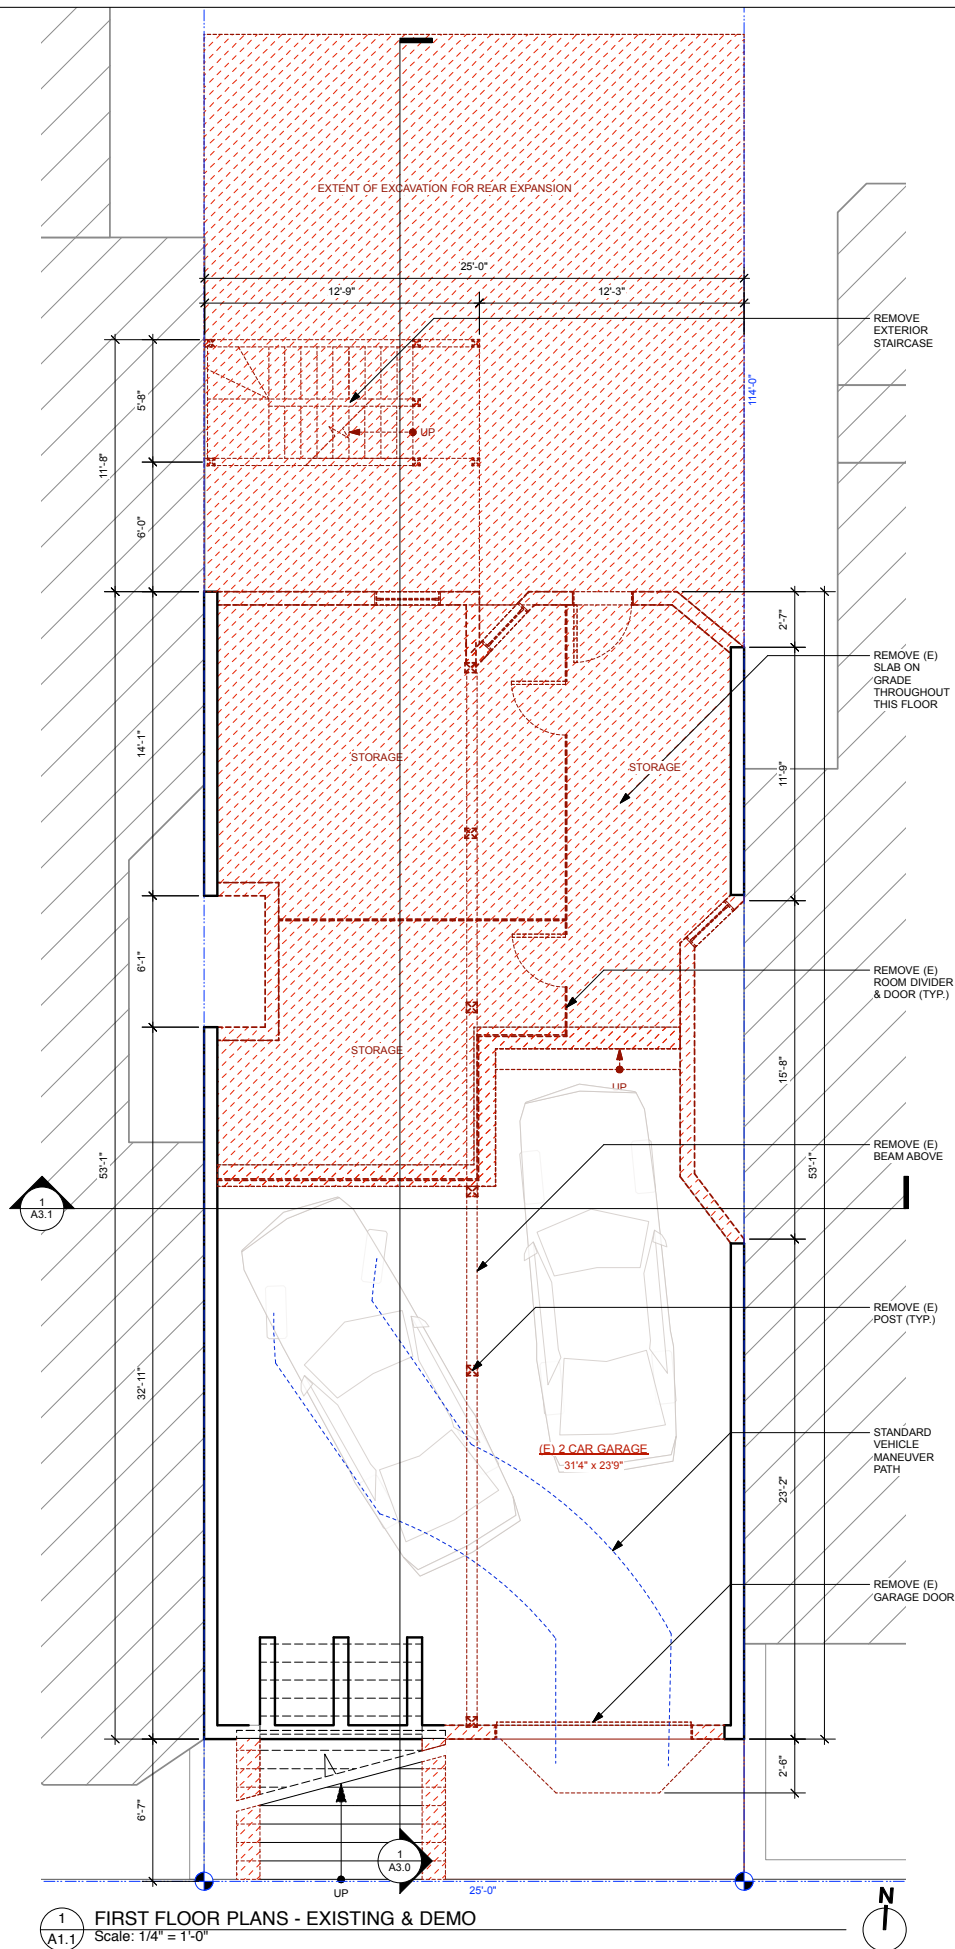 EXTENT OF EXCAVATION FOR REAR EXPANSION
25'-0"
12'-9"
12'-3"
REMOVE
EXTERIOR
STAIRCASE
114'-0"
5'-8"
11'-8"
UP
6'-0"
2'-7"
REMOVE (E)
SLAB ON
GRADE
THROUGHOUT
THIS FLOOR
14'-1"
STORAGE
STORAGE
11'-9"
6'-1"
REMOVE (E)
ROOM DIVIDER
& DOOR (TYP.)
STORAGE
UP
15'-8"
REMOVE (E)
BEAM ABOVE
53'-1"
53'-1"
1
A3.1
REMOVE (E)
POST (TYP.)
32'-11"
STANDARD
VEHICLE
MANEUVER
PATH
(E) 2 CAR GARAGE
31'4" x 23'9"
23'-2"
REMOVE (E)
GARAGE DOOR
2'-6"
6'-7"
1
A3.0
UP
25'-0"
N
1
A1.1
FIRST FLOOR PLANS - EXISTING & DEMO
Scale: 1/4" = 1'-0"